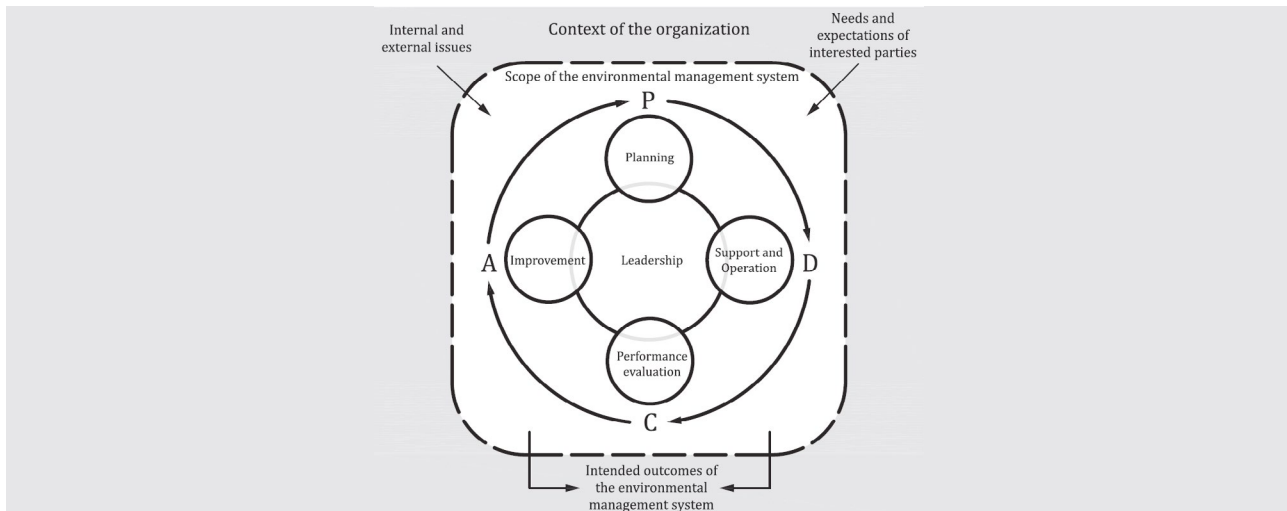 Internal and
external issues
Context of the organization
Needs and
expectations of
interested parties
Scope of the environmental management system
P
Planning
A
Improvement
Leadership
Support and
Operation
D
Performance
evaluation
C
Intended outcomes of
the environmental
management system